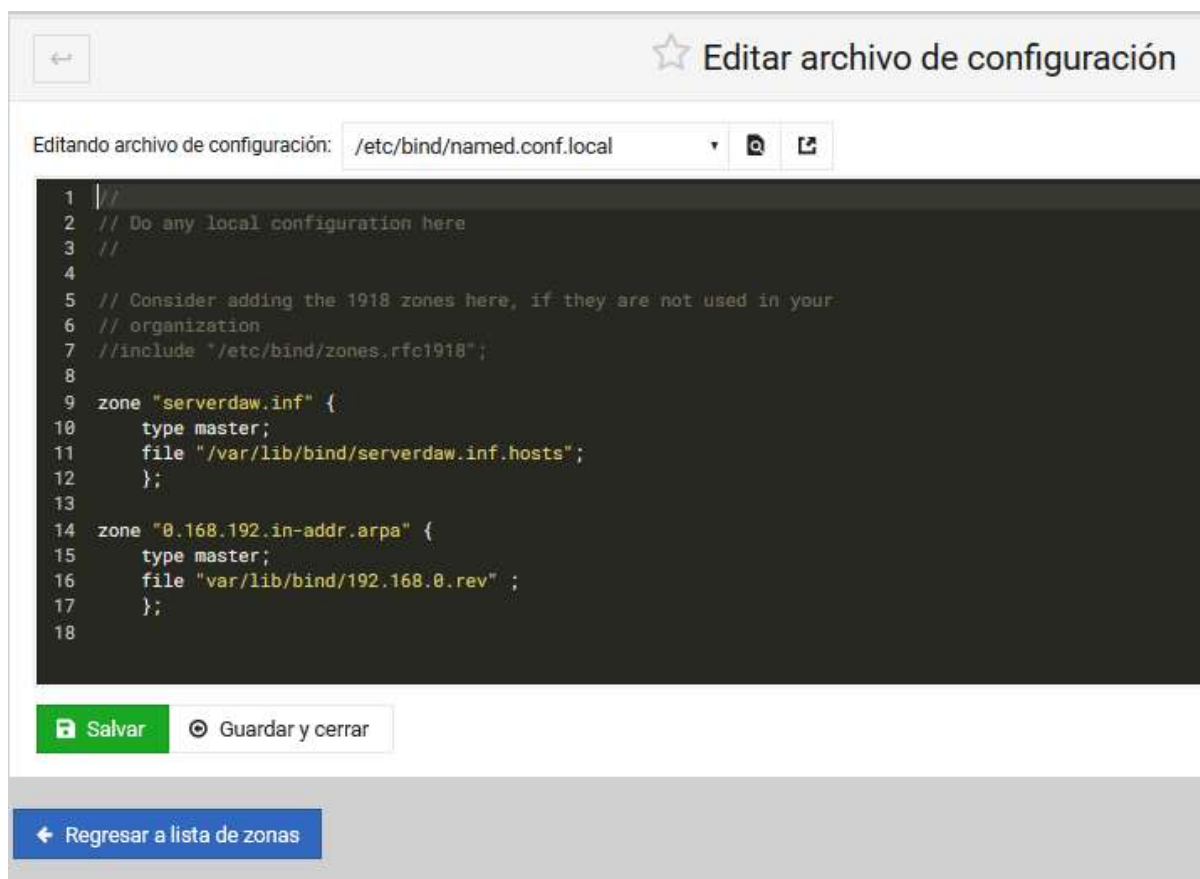 Editar archivo de configuración
Editando archivo de configuración: /etc/bind/named.conf.local
1 //
2 // Do any local configuration here
3 //
4
5 // Consider adding the 1918 zones here, if they are not used in your
6 // organization
7 //include "/etc/bind/zones.rfc1918";
8
9 zone "serverdaw.inf" {
10 type master;
11 file "/var/lib/bind/serverdaw.inf.hosts";
12 };
13
14 zone "0.168.192.in-addr.arpa" {
15 type master;
16 file "var/lib/bind/192.168.0.rev" ;
17 };
18
Salvar Guardar y cerrar
Regresar a lista de zonas